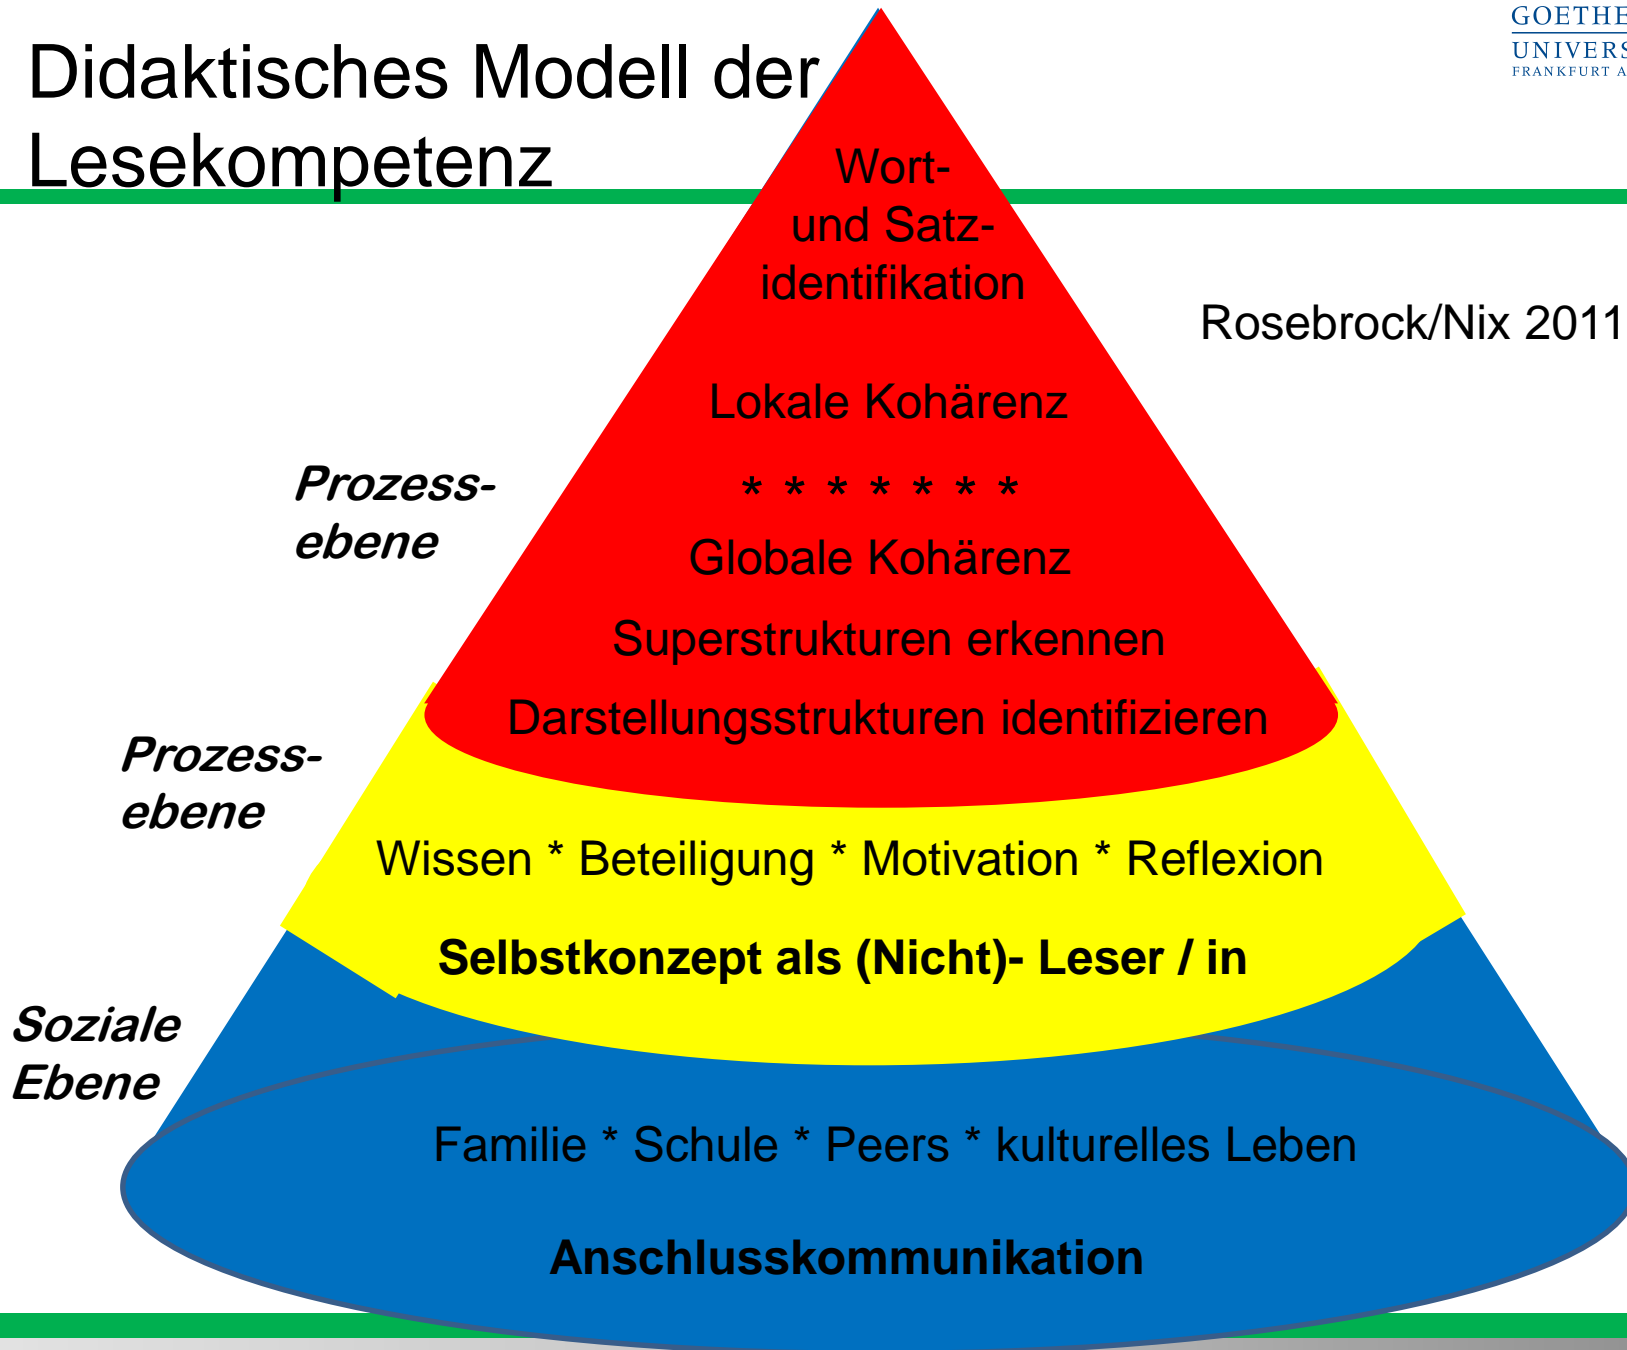 Didaktisches Modell der
Lesekompetenz
GOETHE
UNIVERS
FRANKFURT A
Wort-
und Satz-
identifikation
Rosebrock/Nix 2011
Lokale Kohärenz
* * * * * * *
Prozess-
ebene
Globale Kohärenz
Superstrukturen erkennen
Darstellungsstrukturen identifizieren
Prozess-
ebene
Wissen * Beteiligung * Motivation * Reflexion
Selbstkonzept als (Nicht)- Leser / in
Soziale
Ebene
Familie * Schule * Peers * kulturelles Leben
Anschlusskommunikation